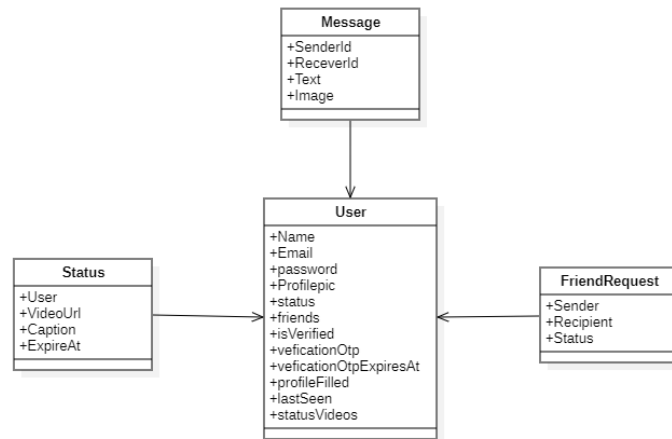 Message
+SenderId
+ReceverId
+Text
+Image
User
+Name
+Email
+password
+Profilepic
+status
+friends
+isVerified
+veficationOtp
+veficationOtpExpiresAt
+profileFilled
+lastSeen
+statusVideos
Status
+User
+VideoUrl
+Caption
+ExpireAt
FriendRequest
+Sender
+Recipient
+Status